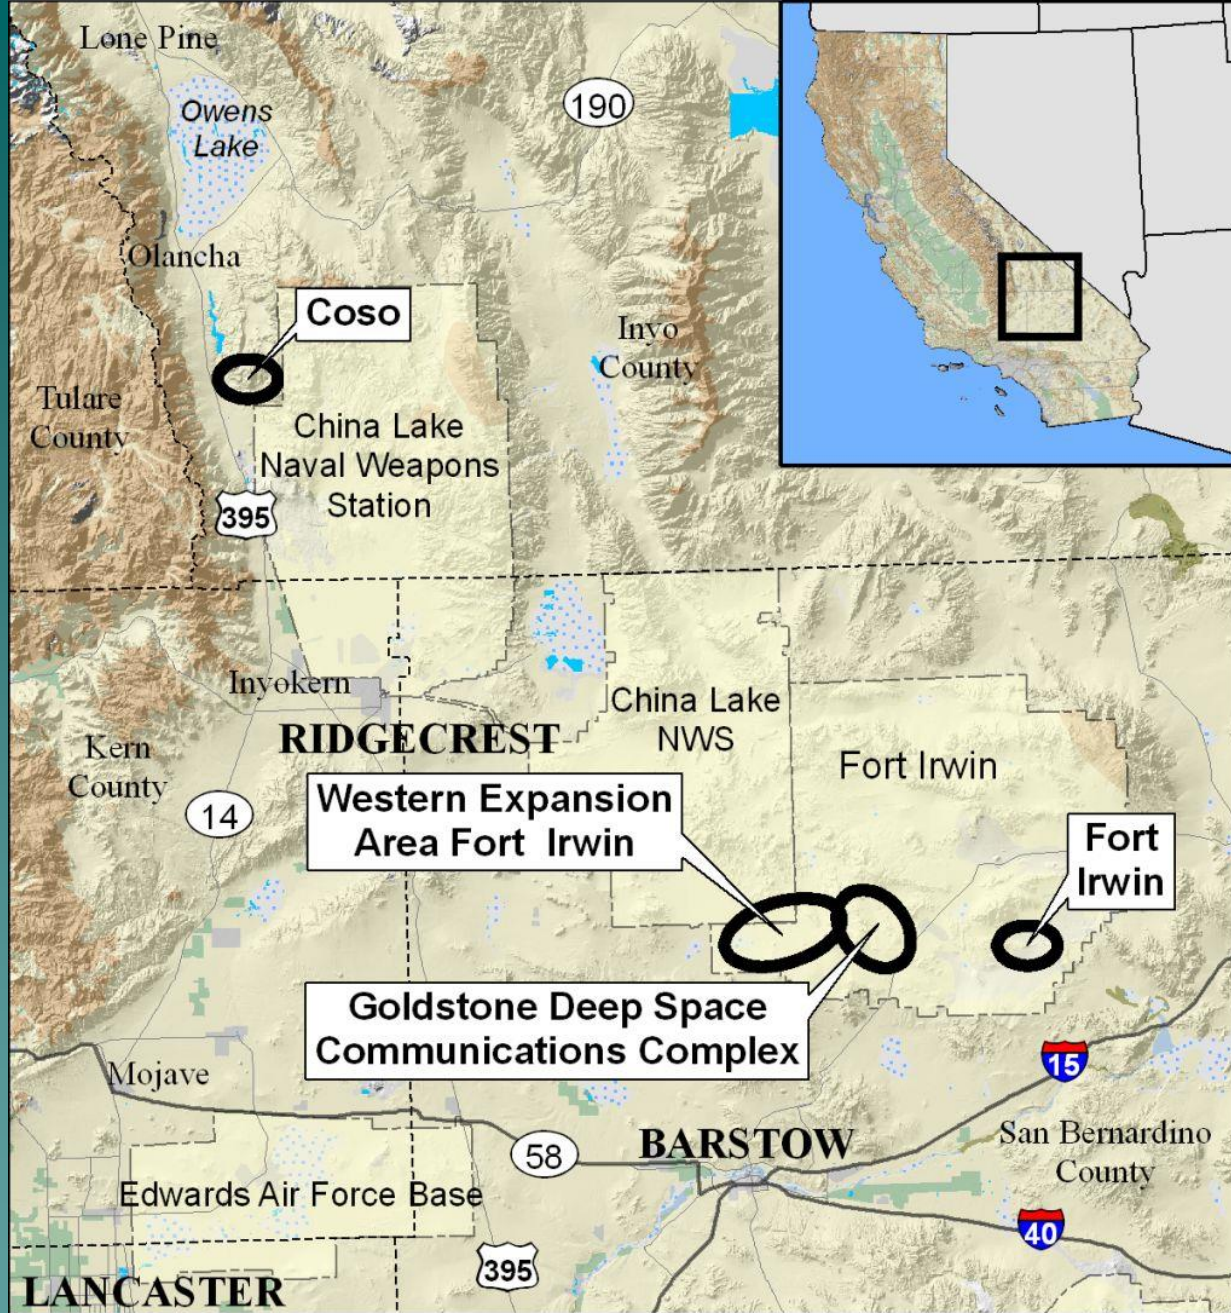 Lone Pine
190
Owens
Lake
Olancha
Coso
Inyo
County
Tulare
County
China Lake
Naval Weapons
Station
395
Inyokern
RIDGECREST
China Lake
NWS
Kern
County
Fort Irwin
14
Western Expansion
Area Fort Irwin
Fort
Irwin
Goldstone Deep Space
Communications Complex
Mojave
15
BARSTOW
San Bernardino
County
58
Edwards Air Force Base
40
395
LANCASTER